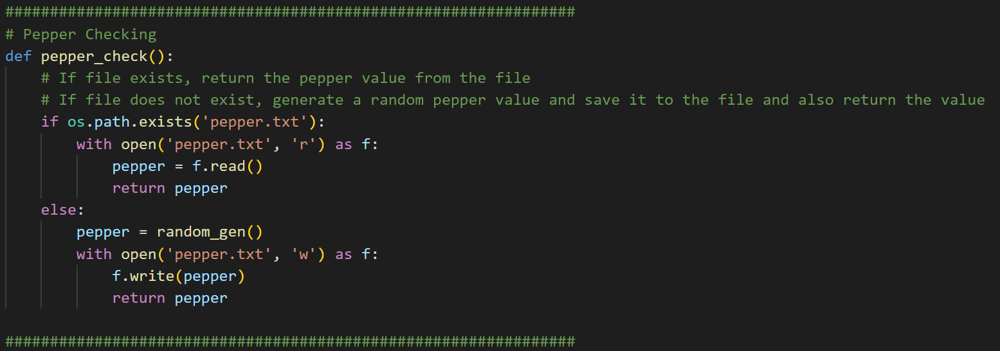 ################################################################
# Pepper Checking
def pepper_check():
    # If file exists, return the pepper value from the file
    # If file does not exist, generate a random pepper value and save it to the file and also return the value
    if os.path.exists('pepper.txt'):
        with open('pepper.txt', 'r') as f:
            pepper = f.read()
            return pepper
    else:
        pepper = random_gen()
        with open('pepper.txt', 'w') as f:
            f.write(pepper)
            return pepper
################################################################